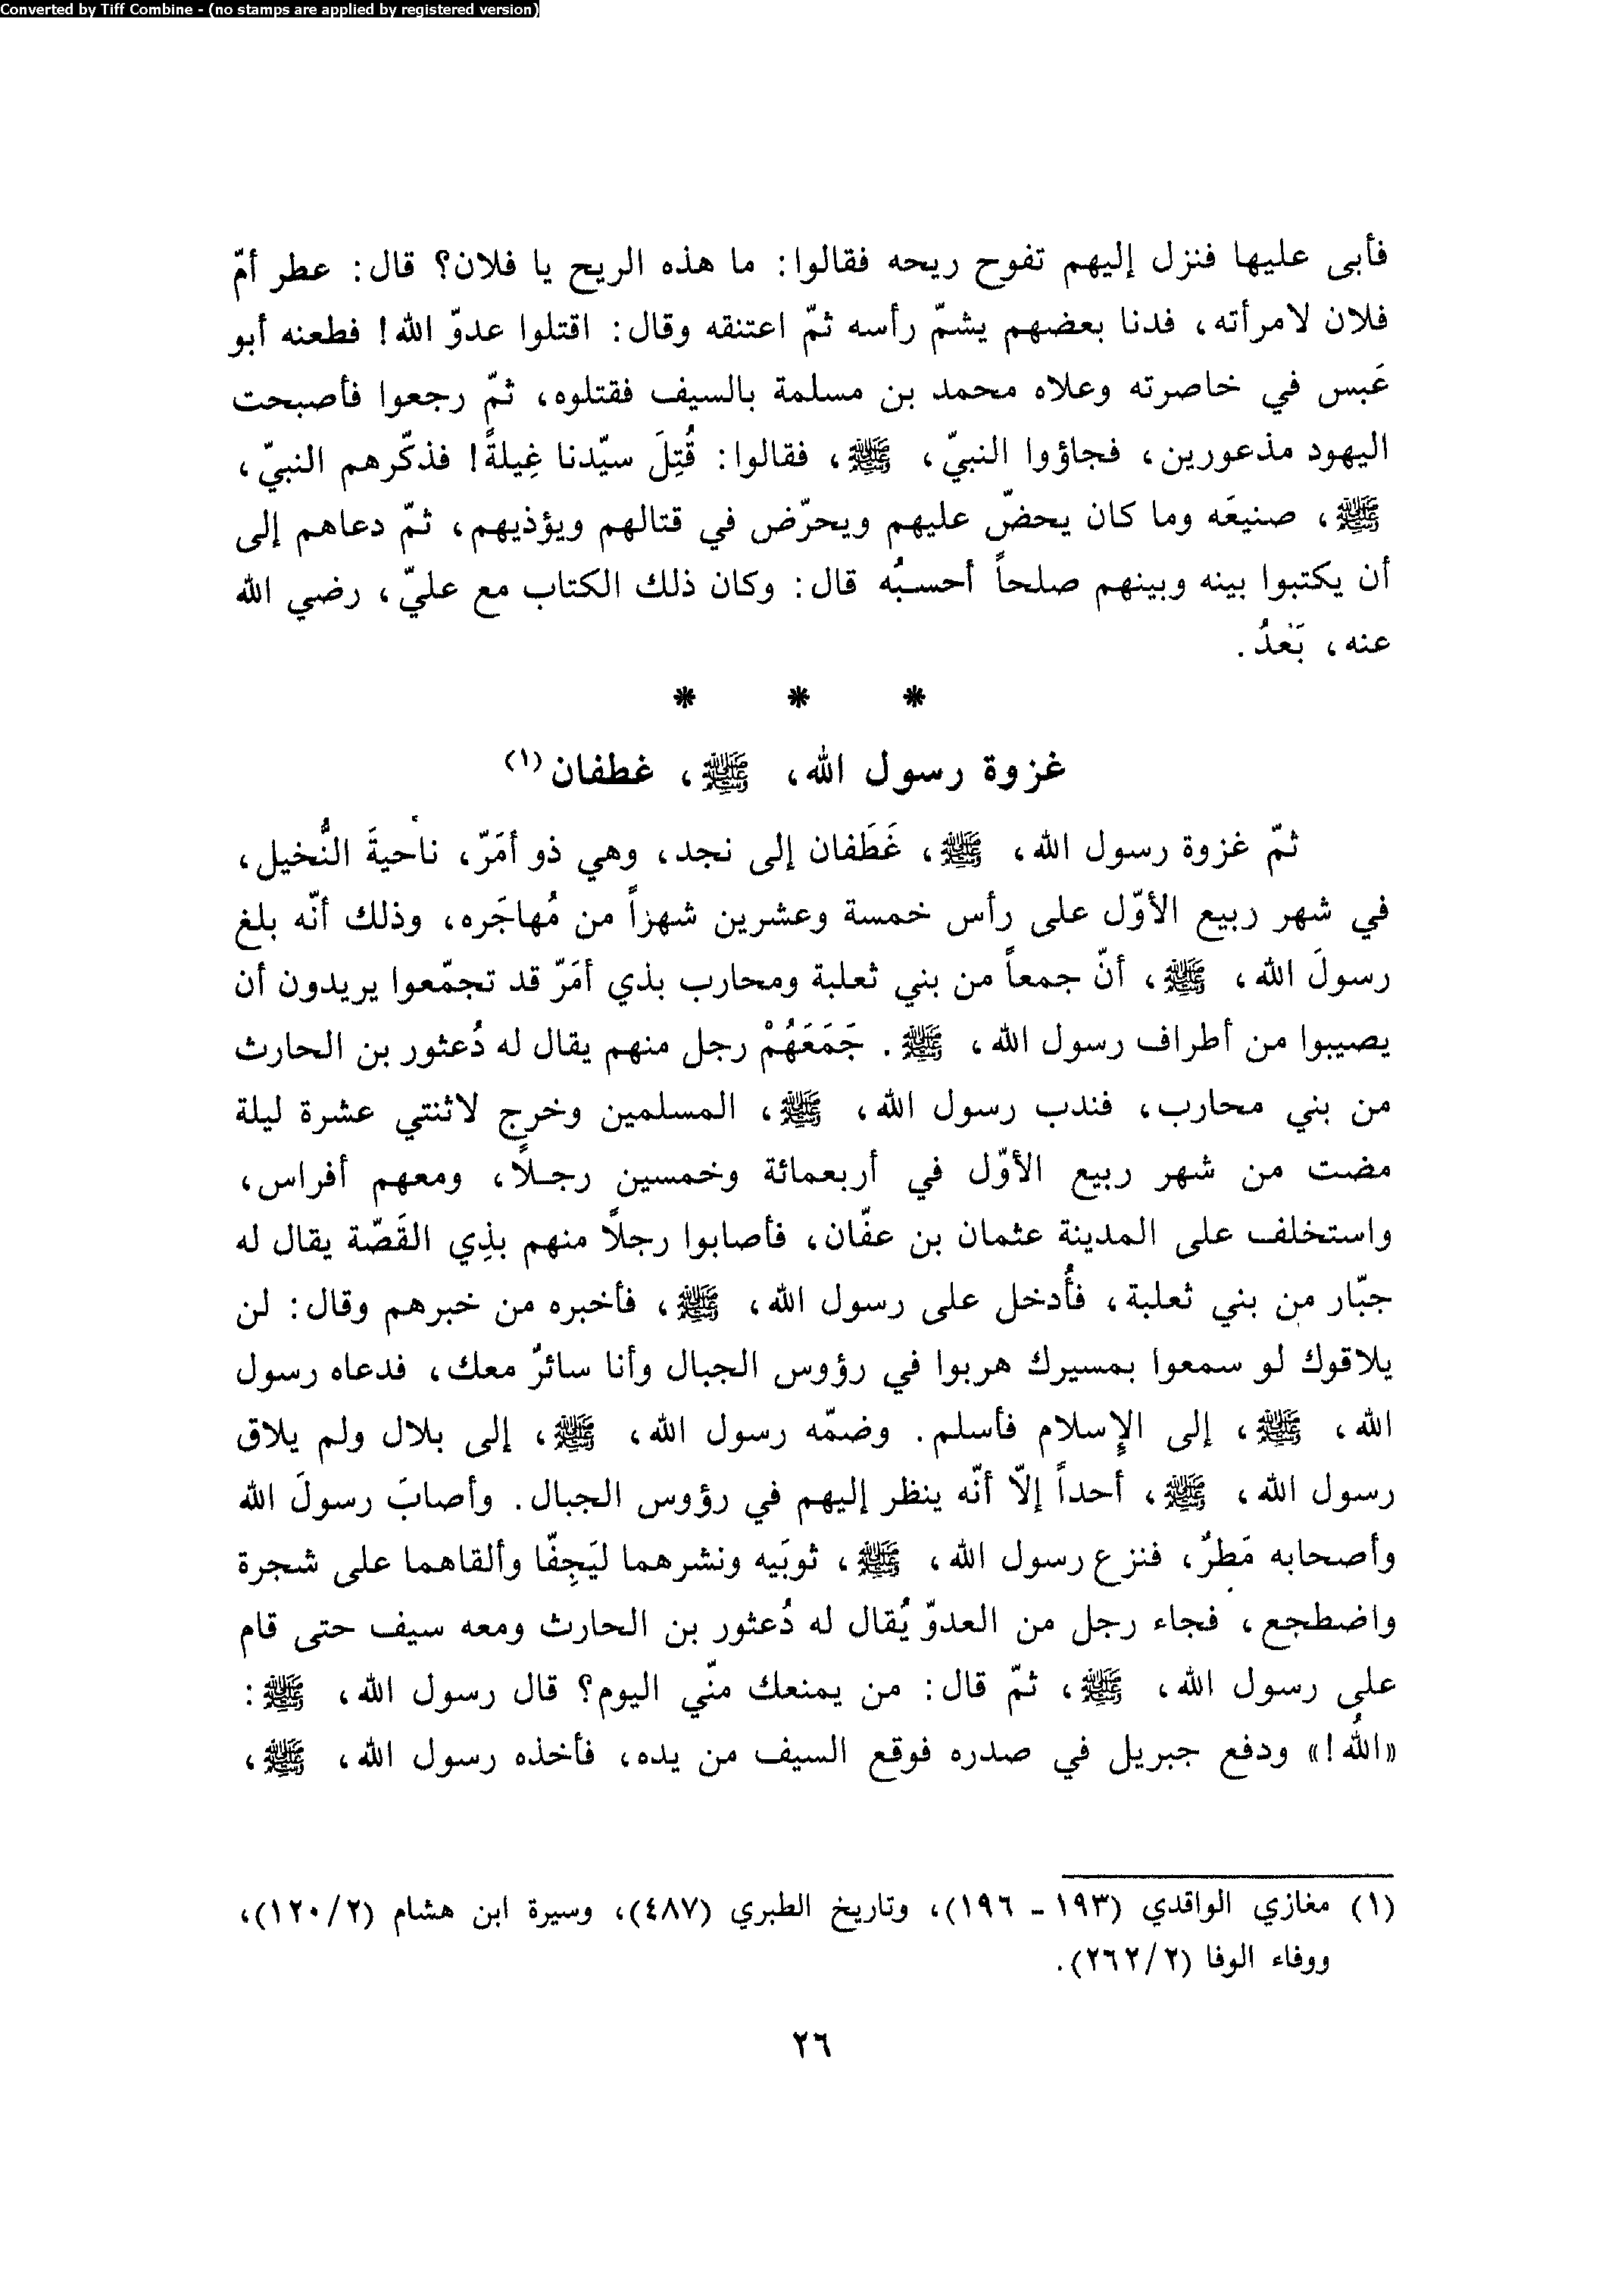 Converted by Tiff Combine - (no stamps are applied by registered version)
فأبى عليها فنزل إليهم تفوح ريحه فقالوا: ما هذه الريح يا فلان؟ قال: عطر أمّ
فلان لامرأته، فدنا بعضهم يشمّ رأسه ثمّ اعتنقه وقال: اقتلوا عدوّ الله! فطعنه أبو
عَبس في خاصرته وعلاه محمد بن مسلمة بالسيف فقتلوه، ثمّ رجعوا فأصبحت
اليهود مذعورين، فجاؤوا النبيّ، ﷺ، فقالوا: قُتِلَ سيّدنا غِيلةً! فذكّرهم النبيّ،
ﷺ، صنيعَه وما كان يحضّ عليهم ويحرّض في قتالهم ويؤذيهم، ثمّ دعاهم إلى
أن يكتبوا بينه وبينهم صلحاً أحسبُه قال: وكان ذلك الكتاب مع عليّ، رضي الله
عنه، بَعْدُ.
* * *
غزوة رسول الله، ﷺ، غطفان(١)
ثمّ غزوة رسول الله، ﷺ، غَطَفان إلى نجد، وهي ذو أمَرّ، ناحيةَ النُّخيل،
في شهر ربيع الأوّل على رأس خمسة وعشرين شهراً من مُهاجَره، وذلك أنّه بلغ
رسولَ الله، ﷺ، أنّ جمعاً من بني ثعلبة ومحارب بذي أمَرّ قد تجمّعوا يريدون أن
يصيبوا من أطراف رسول الله، ﷺ. جَمَعَهُمْ رجل منهم يقال له دُعثور بن الحارث
من بني محارب، فندب رسول الله، ﷺ، المسلمين وخرج لاثنتي عشرة ليلة
مضت من شهر ربيع الأوّل في أربعمائة وخمسين رجلاً، ومعهم أفراس،
واستخلف على المدينة عثمان بن عفّان، فأصابوا رجلاً منهم بذِي القَصّة يقال له
جبّار من بني ثعلبة، فأُدخل على رسول الله، ﷺ، فأخبره من خبرهم وقال: لن
يلاقوك لو سمعوا بمسيرك هربوا في رؤوس الجبال وأنا سائرٌ معك، فدعاه رسول
الله، ﷺ، إلى الإسلام فأسلم. وضمّه رسول الله، ﷺ، إلى بلال ولم يلاق
رسول الله، ﷺ، أحداً إلاّ أنّه ينظر إليهم في رؤوس الجبال. وأصابَ رسولَ الله
وأصحابه مَطرٌ، فنزع رسول الله، ﷺ، ثوبَيه ونشرهما ليَجِفّا وألقاهما على شجرة
واضطجع، فجاء رجل من العدوّ يُقال له دُعثور بن الحارث ومعه سيف حتى قام
على رسول الله، ﷺ، ثمّ قال: من يمنعك منّي اليوم؟ قال رسول الله، ﷺ:
«اللهُ!» ودفع جبريل في صدره فوقع السيف من يده، فأخذه رسول الله، ﷺ،
(١) مغازي الواقدي (١٩٣ - ١٩٦)، وتاريخ الطبري (٤٨٧)، وسيرة ابن هشام (١٢٠/٢)،
ووفاء الوفا (٢٦٢/٢).
٢٦